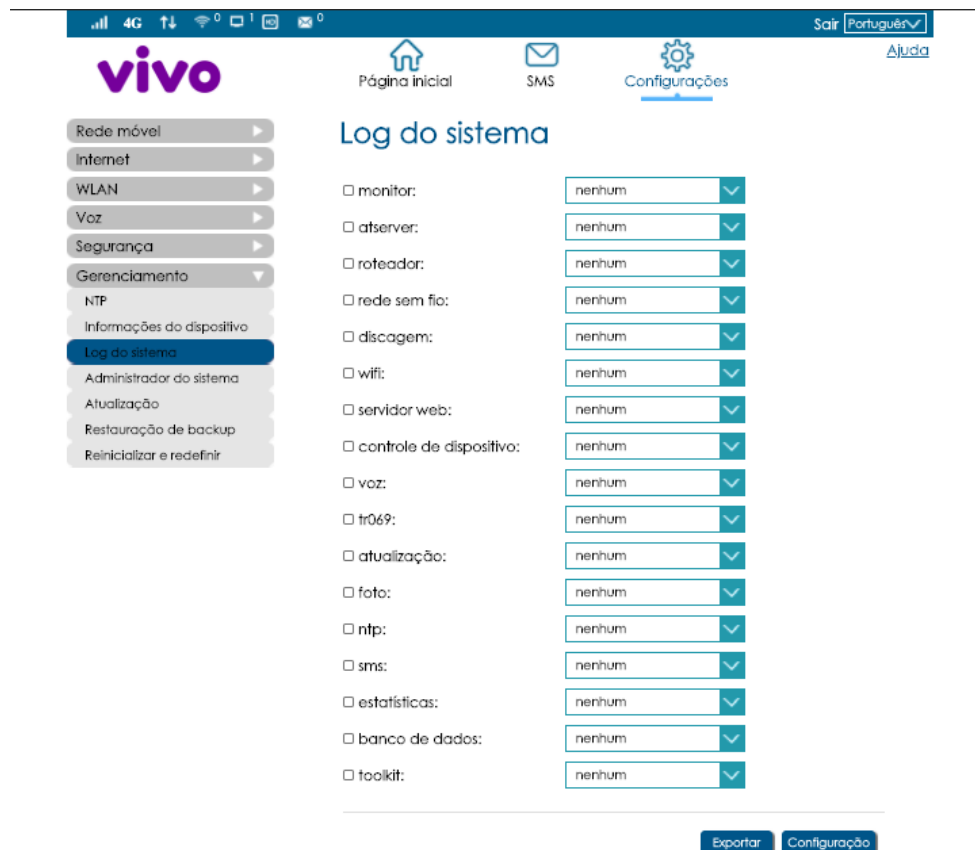 4G 0 1 HD 0 Sair Português
vivo
Página inicial SMS Configurações Ajuda
Rede móvel
Internet
WLAN
Voz
Segurança
Gerenciamento
NTP
Informações do dispositivo
Log do sistema
Administrador do sistema
Atualização
Restauração de backup
Reinicializar e redefinir
Log do sistema
monitor: nenhum
atserver: nenhum
roteador: nenhum
rede sem fio: nenhum
discagem: nenhum
wifi: nenhum
servidor web: nenhum
controle de dispositivo: nenhum
voz: nenhum
tr069: nenhum
atualização: nenhum
foto: nenhum
ntp: nenhum
sms: nenhum
estatísticas: nenhum
banco de dados: nenhum
toolkit: nenhum
Exportar Configuração